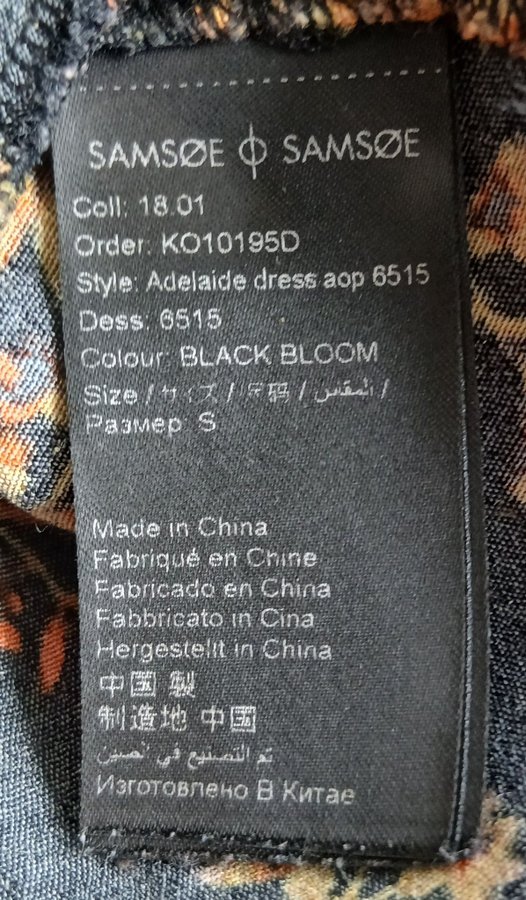 SAMSØE ϕ SAMSØE
Coll: 18.01
Order: KO10195D
Style: Adelaide dress aop 6515
Dess: 6515
Colour: BLACK BLOOM
Size / サイズ / 尺码 / المقاس /
Размер: S
Made in China
Fabriqué en Chine
Fabricado en China
Fabbricato in Cina
Hergestellt in China
中国 製
制造地 中国
تم التصنيع في الصين
Изготовлено В Китае